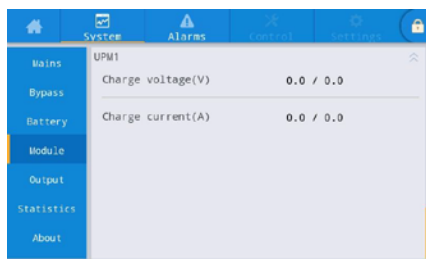 System Alarms Control Settings
Mains
Bypass
Battery
Module
Output
Statistics
About
UPM1
Charge voltage(V) 0.0 / 0.0
Charge current(A) 0.0 / 0.0